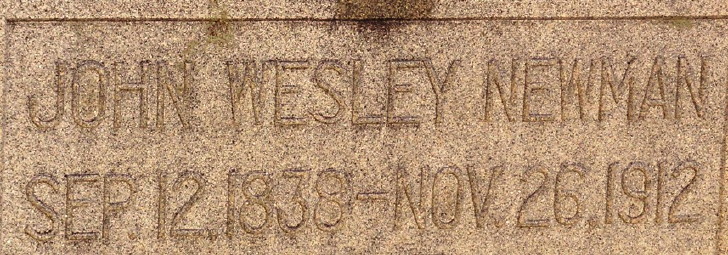 JOHN WESLEY NEWMAN
SEP. 12, 1838-NOV. 26, 1912